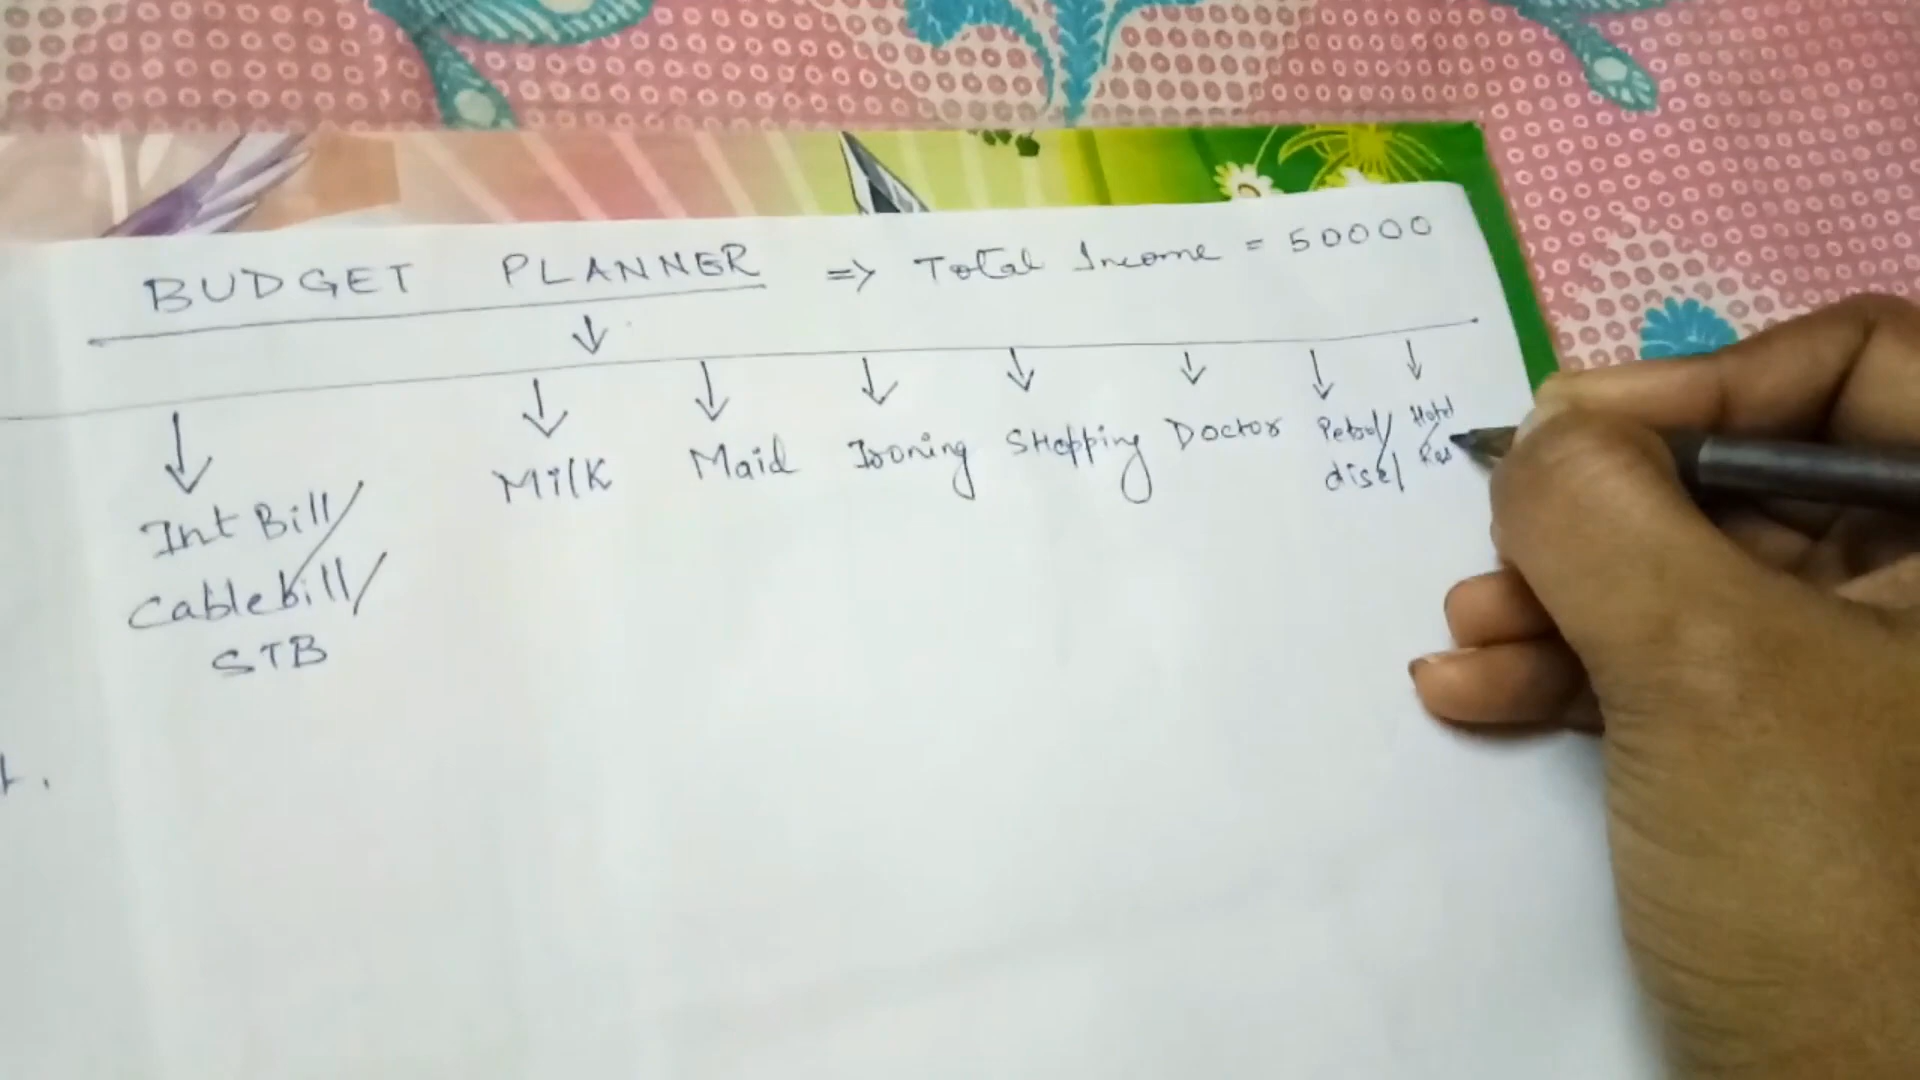 BUDGET PLANNER => Total Income = 50000
Int Bill/
Cablebill/
STB
Milk
Maid
Ironing
SHopping
Doctor
Petrol/
disel
Hotel